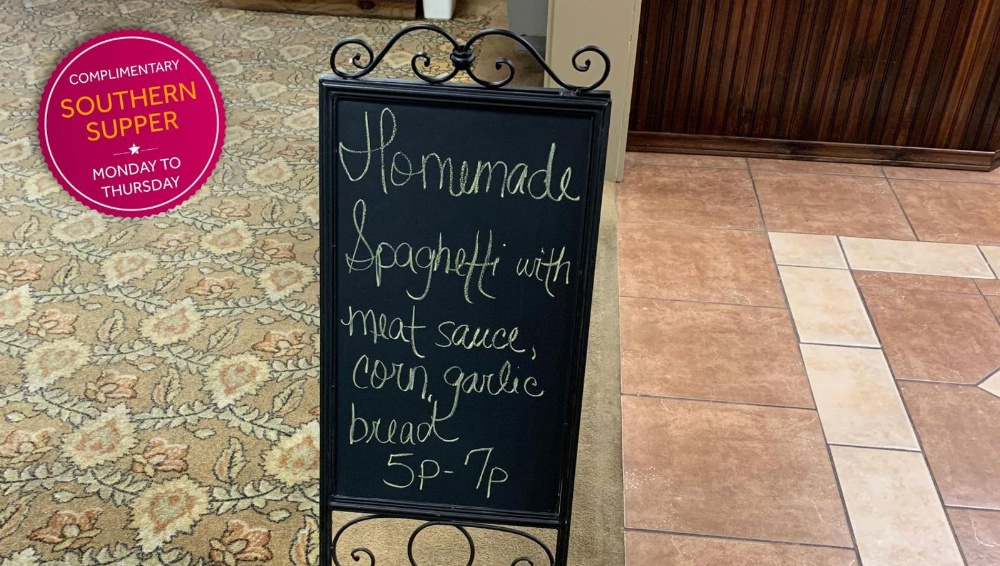 COMPLIMENTARY
SOUTHERN
SUPPER
MONDAY TO
THURSDAY
Homemade
Spaghetti with
meat sauce,
corn, garlic
bread
5p-7p